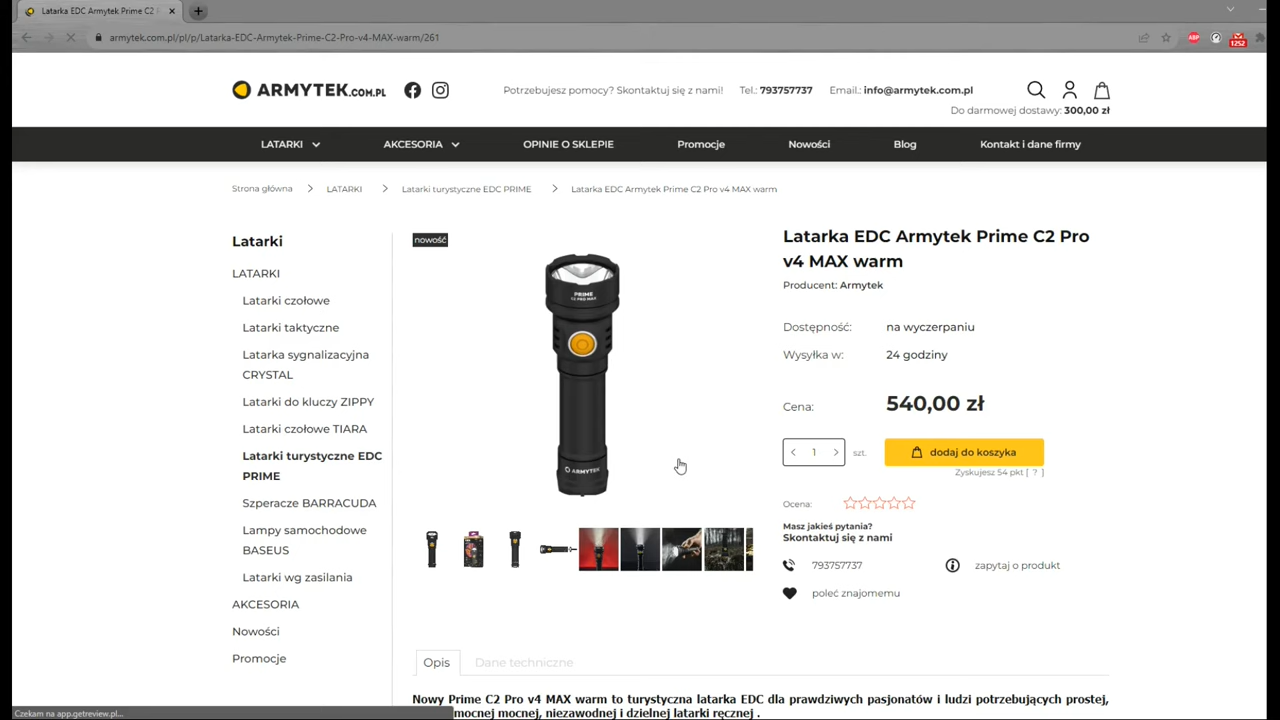 Latarka EDC Armytek Prime C2 P
armytek.com.pl/pl/p/Latarka-EDC-Armytek-Prime-C2-Pro-v4-MAX-warm/261
ABP
1252
ARMYTEK.COM.PL
Potrzebujesz pomocy? Skontaktuj się z nami!
Tel.: 793757737
Email.: info@armytek.com.pl
Do darmowej dostawy: 300,00 zł
LATARKI
AKCESORIA
OPINIE O SKLEPIE
Promocje
Nowości
Blog
Kontakt i dane firmy
Strona główna
LATARKI
Latarki turystyczne EDC PRIME
Latarka EDC Armytek Prime C2 Pro v4 MAX warm
Latarki
LATARKI
Latarki czołowe
Latarki taktyczne
Latarka sygnalizacyjna
CRYSTAL
Latarki do kluczy ZIPPY
Latarki czołowe TIARA
Latarki turystyczne EDC
PRIME
Szperacze BARRACUDA
Lampy samochodowe
BASEUS
Latarki wg zasilania
AKCESORIA
Nowości
Promocje
nowość
PRIME
C2 PRO MAX
ARMYTEK
Latarka EDC Armytek Prime C2 Pro
v4 MAX warm
Producent: Armytek
Dostępność: na wyczerpaniu
Wysyłka w: 24 godziny
Cena: 540,00 zł
1 szt. dodaj do koszyka
Zyskujesz 54 pkt [ ? ]
Ocena:
Masz jakieś pytania?
Skontaktuj się z nami
793757737
zapytaj o produkt
poleć znajomemu
Opis
Dane techniczne
Nowy Prime C2 Pro v4 MAX warm to turystyczna latarka EDC dla prawdziwych pasjonatów i ludzi potrzebujących prostej,
mocnej mocnej, niezawodnej i dzielnej latarki ręcznej .
Czekam na app.getreview.pl...